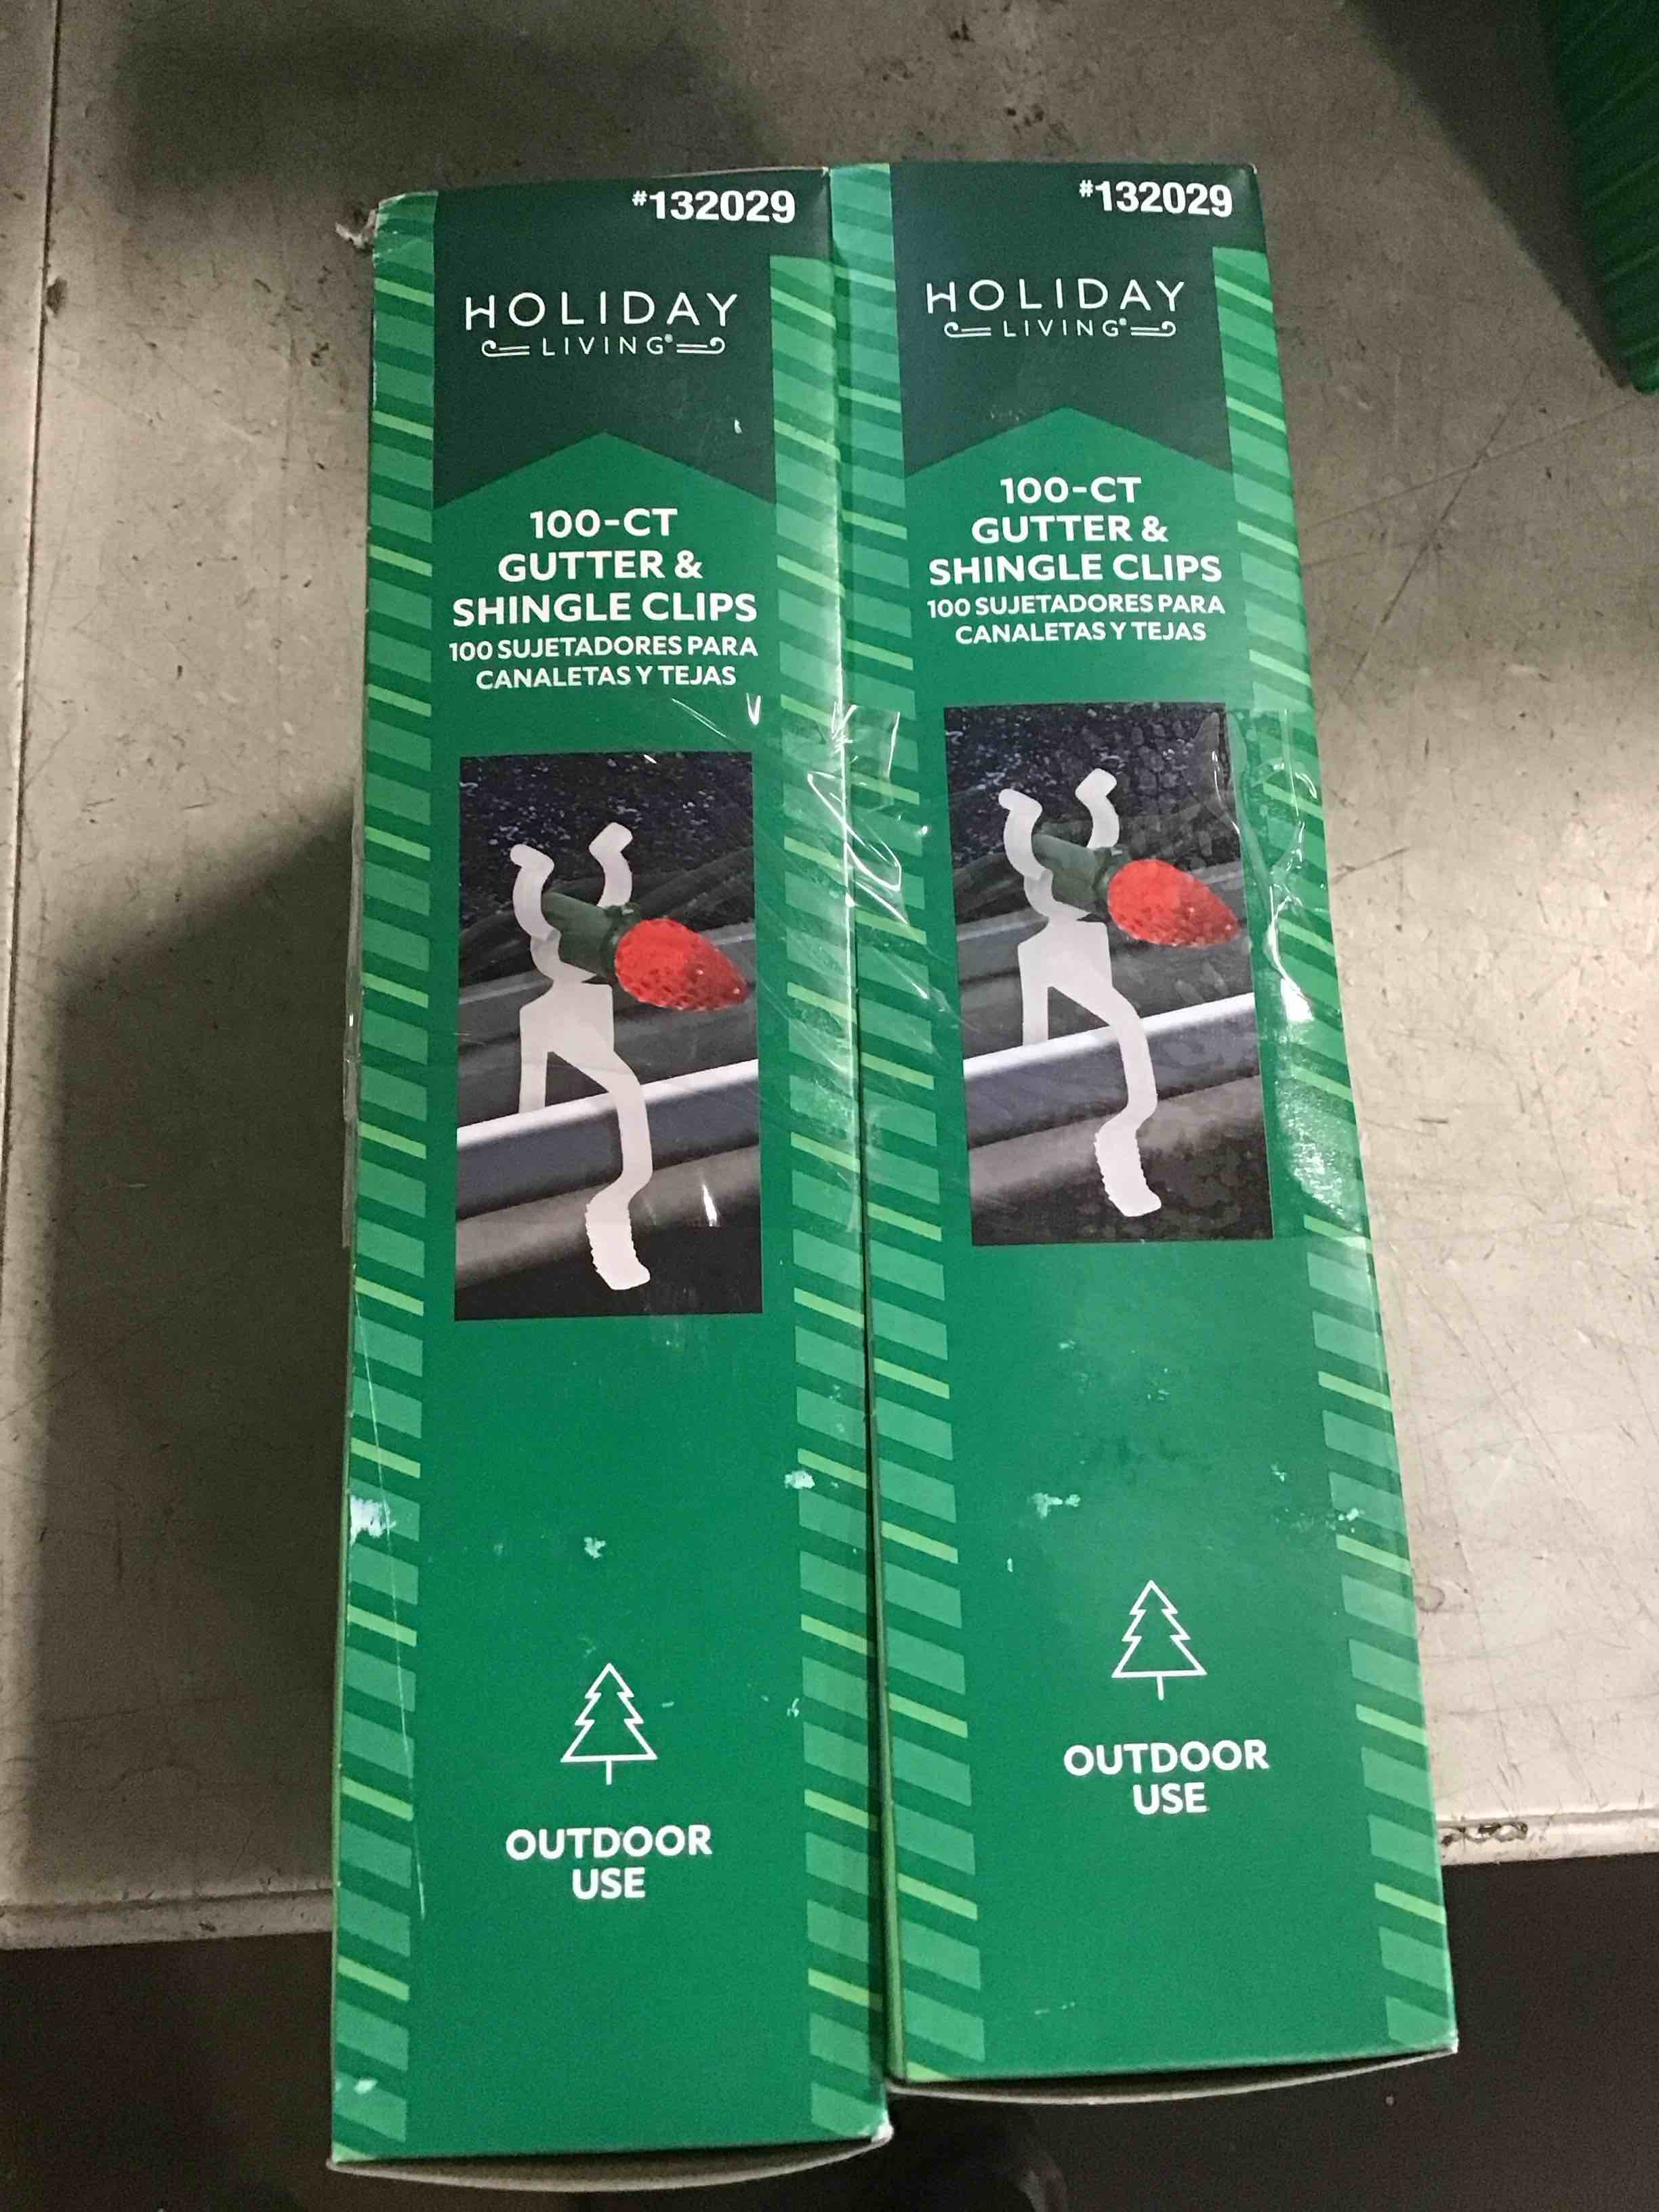 #132029
HOLIDAY
LIVING®
100-CT
GUTTER &
SHINGLE CLIPS
100 SUJETADORES PARA
CANALETAS Y TEJAS
OUTDOOR
USE
#132029
HOLIDAY
LIVING®
100-CT
GUTTER &
SHINGLE CLIPS
100 SUJETADORES PARA
CANALETAS Y TEJAS
OUTDOOR
USE